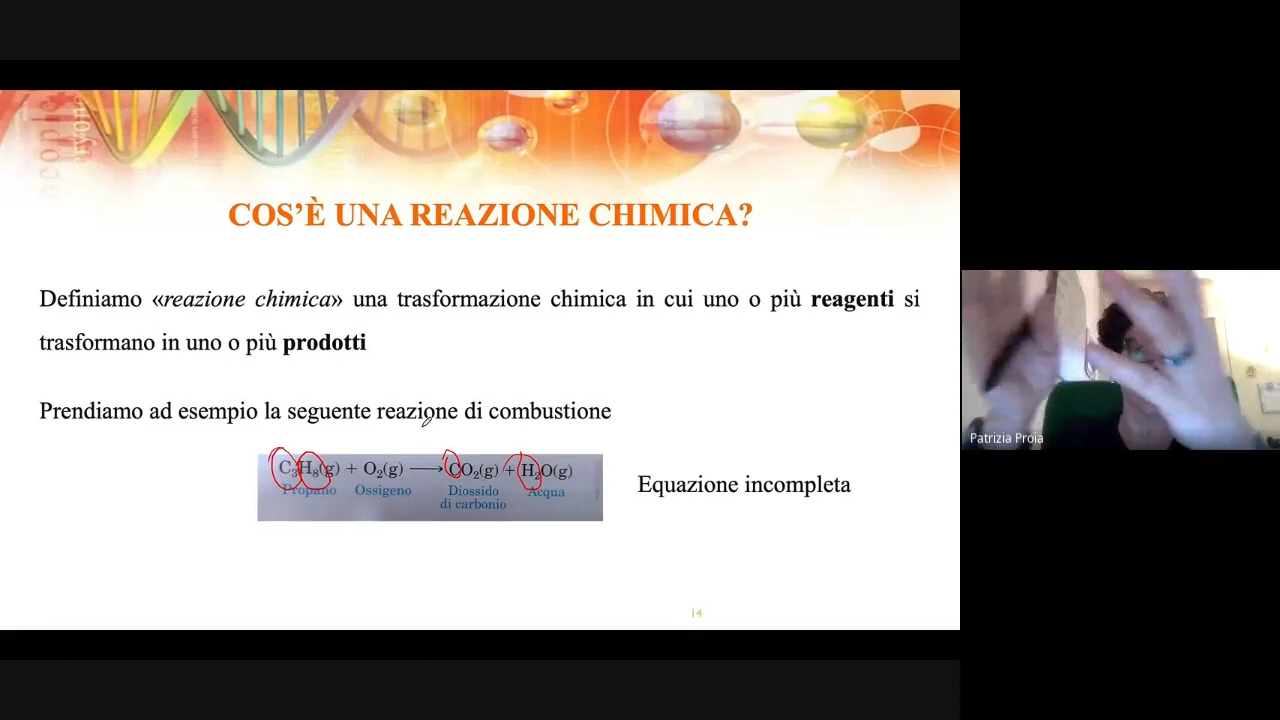 people
eryon
COS'È UNA REAZIONE CHIMICA?
Definiamo «reazione chimica» una trasformazione chimica in cui uno o più reagenti si
trasformano in uno o più prodotti
Prendiamo ad esempio la seguente reazione di combustione
C₃H₈(g) + O₂(g) ⟶ CO₂(g) + H₂O(g)
Propano Ossigeno Diossido di carbonio Acqua
Equazione incompleta
14
Patrizia Proia